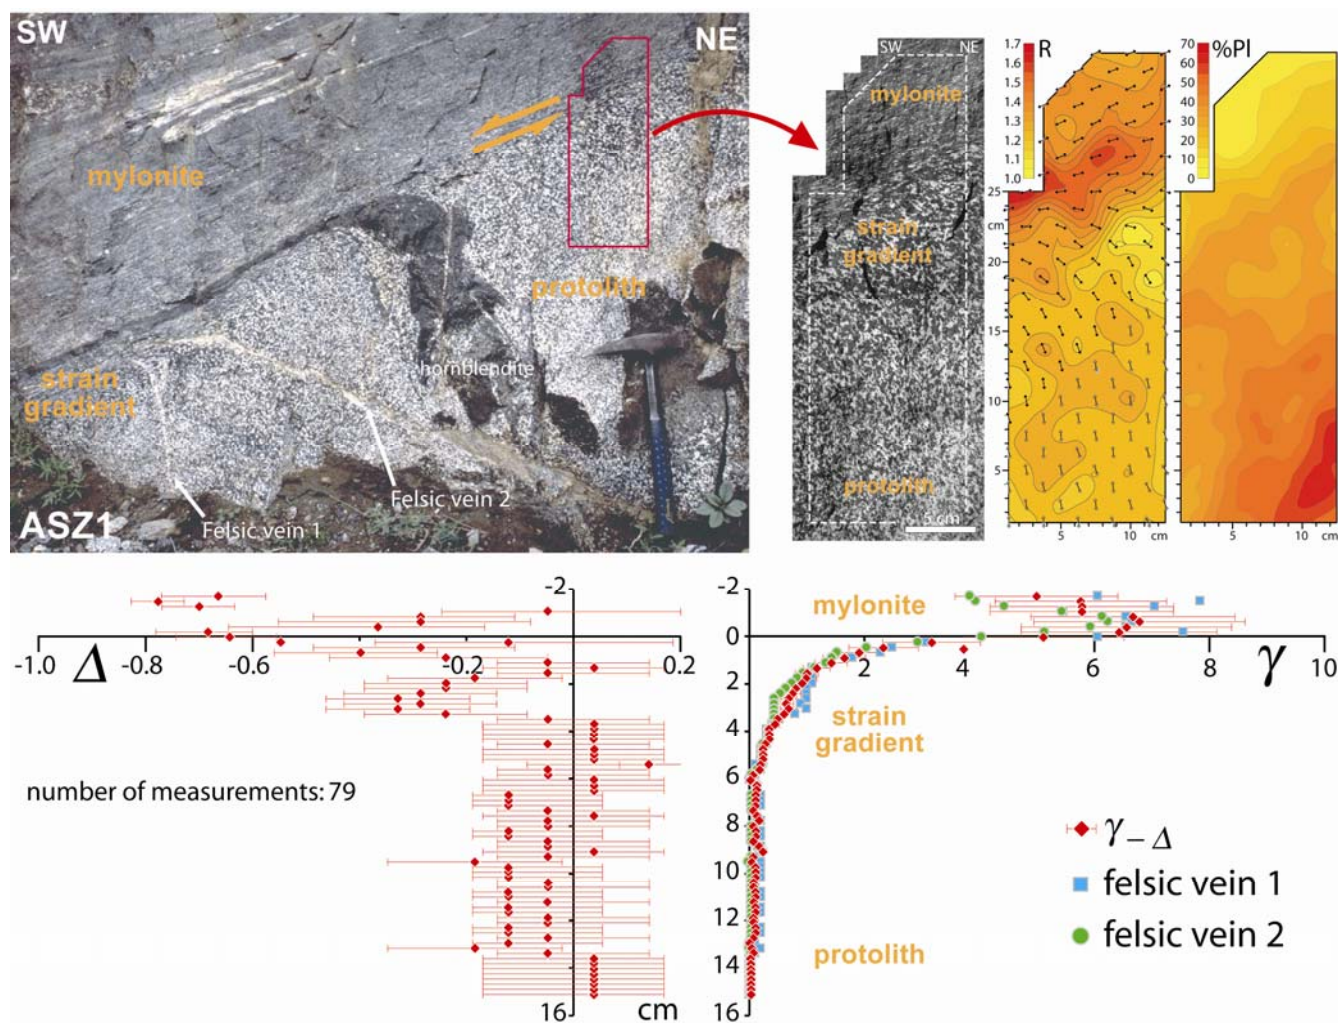 SW
NE
mylonite
protolith
hornblendite
strain
gradient
Felsic vein 2
Felsic vein 1
ASZ1
SW
NE
mylonite
strain
gradient
protolith
5 cm
1.7
R
1.6
1.5
1.4
1.3
1.2
1.1
1.0
25
cm
20
15
10
5
5
10
cm
70
%Pl
60
50
40
30
20
10
0
5
10
cm
-1.0
Δ
-0.6
-0.2
0.2
number of measurements: 79
16
cm
-2
mylonite
0
2
4
6
8
γ
10
2
strain
4
gradient
6
8
10
12
protolith
14
16
γ−Δ
felsic vein 1
felsic vein 2